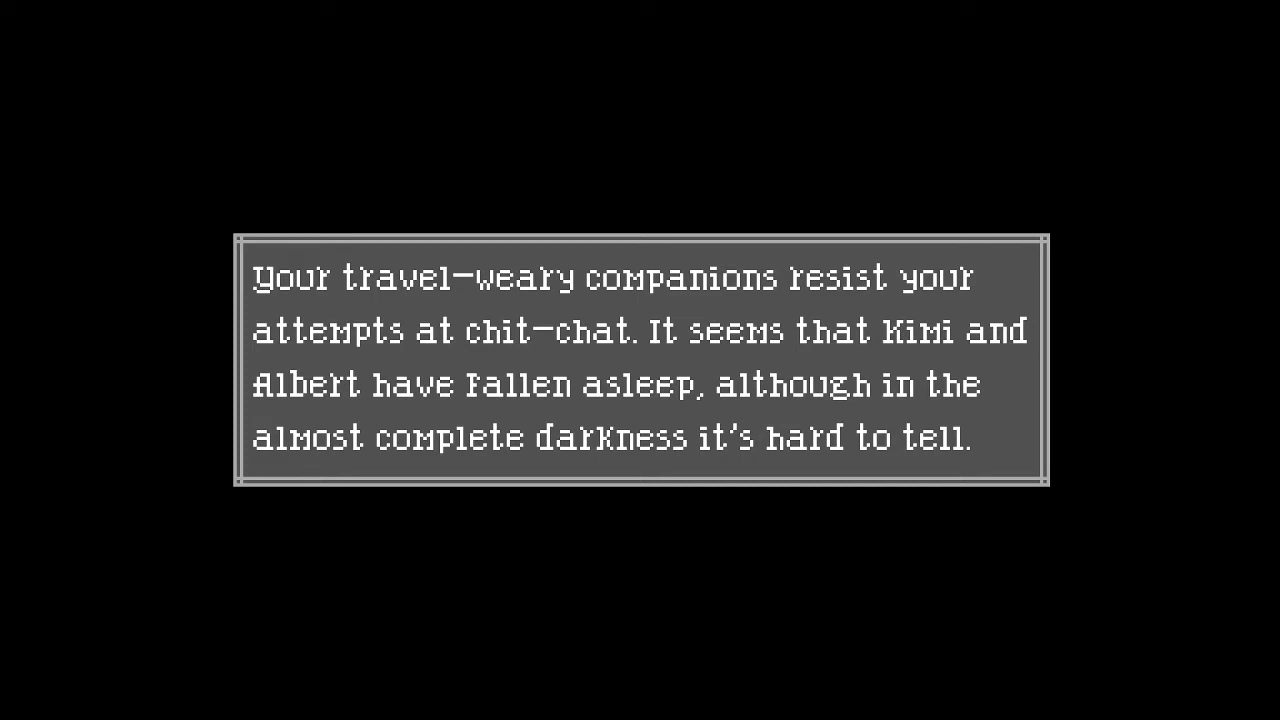 Your travel-weary companions resist your
attempts at chit-chat. It seems that Kimi and
Albert have fallen asleep, although in the
almost complete darkness it's hard to tell.